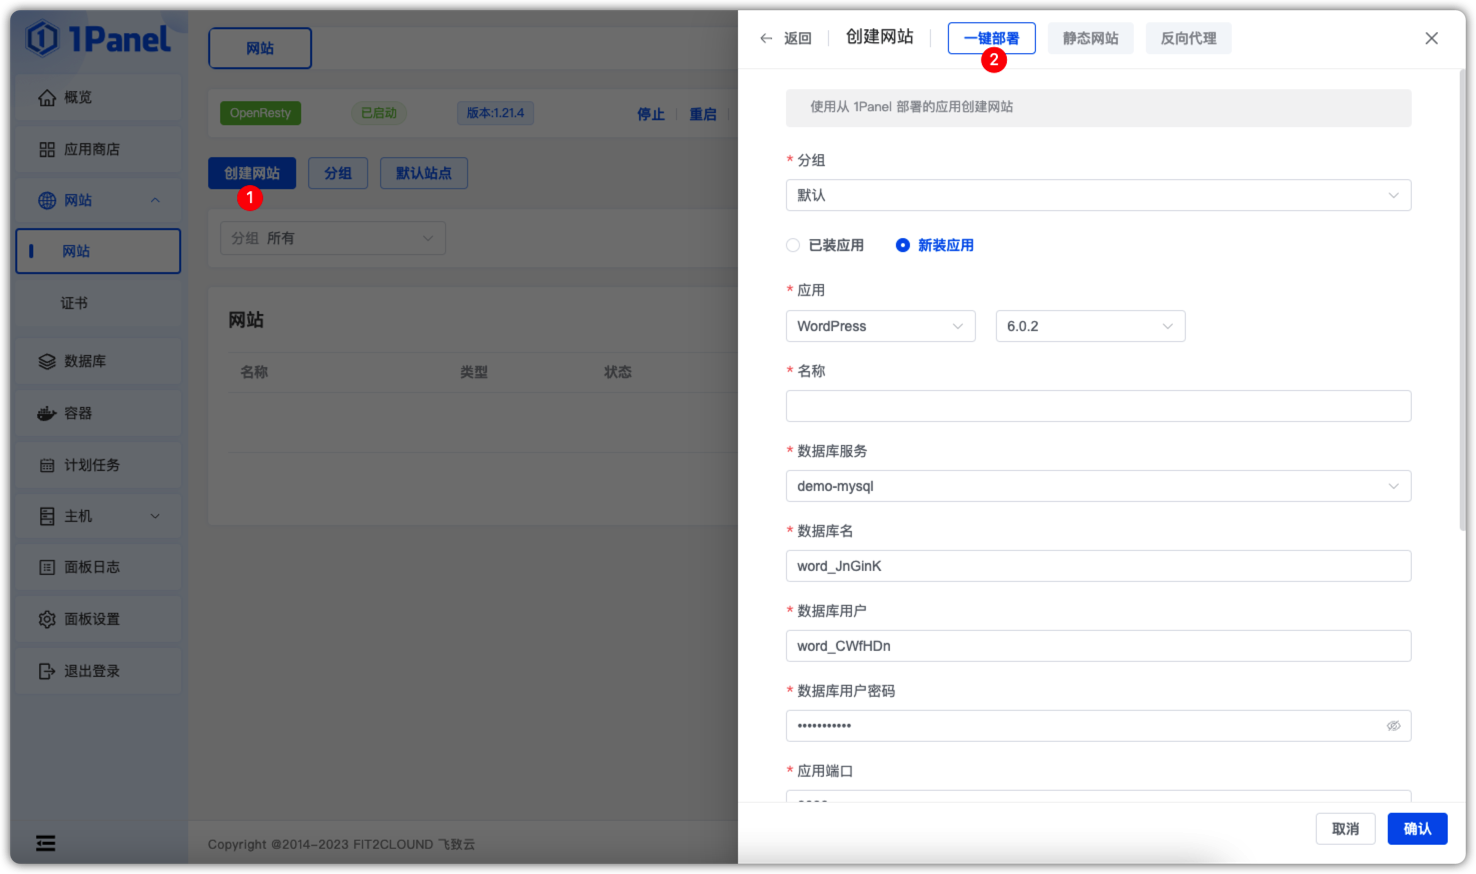 1Panel
概览
应用商店
网站
网站
证书
数据库
容器
计划任务
主机
面板日志
面板设置
退出登录
网站
OpenResty
已启动
版本:1.21.4
停止
重启
创建网站
分组
默认站点
1
分组 所有
网站
名称
类型
状态
Copyright @2014-2023 FIT2CLOUND 飞致云
返回
创建网站
一键部署
静态网站
反向代理
2
使用从 1Panel 部署的应用创建网站
* 分组
默认
已装应用
新装应用
* 应用
WordPress
6.0.2
* 名称
* 数据库服务
demo-mysql
* 数据库名
word_JnGinK
* 数据库用户
word_CWfHDn
* 数据库用户密码
•••••••••••
* 应用端口
取消
确认